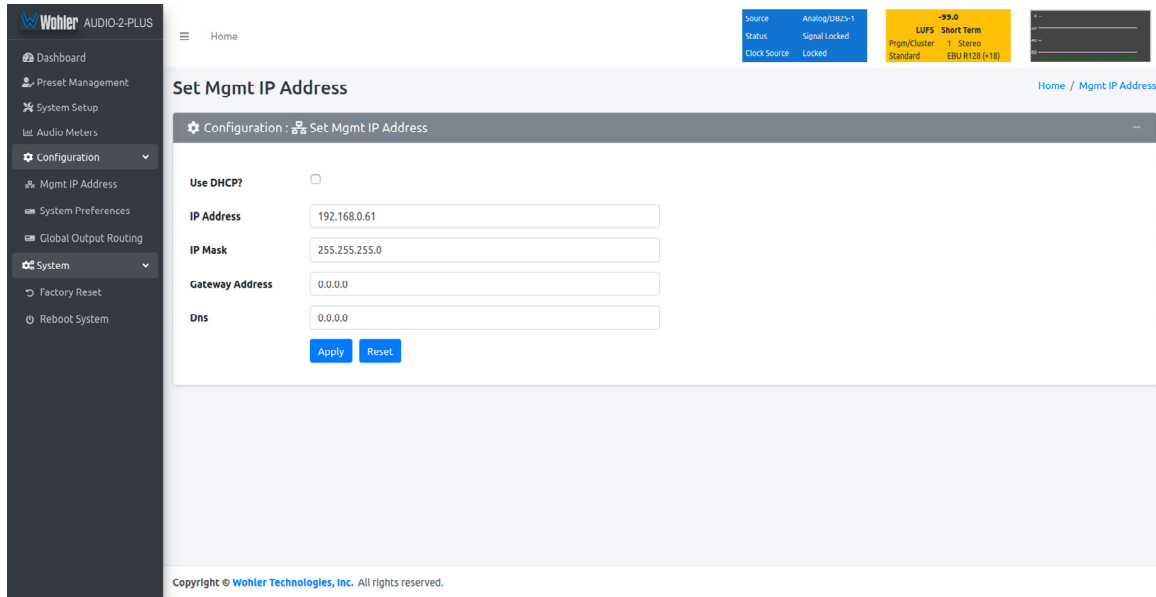 Wohler AUDIO-2-PLUS
Dashboard
Preset Management
System Setup
Audio Meters
Configuration
Mgmt IP Address
System Preferences
Global Output Routing
System
Factory Reset
Reboot System
Home
Source Analog/DB25-1
Status Signal Locked
Clock Source Locked
-99.0
LUFS Short Term
Prgm/Cluster 1 Stereo
Standard EBU R128 (+18)
Set Mgmt IP Address
Home / Mgmt IP Address
Configuration : Set Mgmt IP Address
Use DHCP?
IP Address 192.168.0.61
IP Mask 255.255.255.0
Gateway Address 0.0.0.0
Dns 0.0.0.0
Apply Reset
Copyright © Wohler Technologies, Inc. All rights reserved.